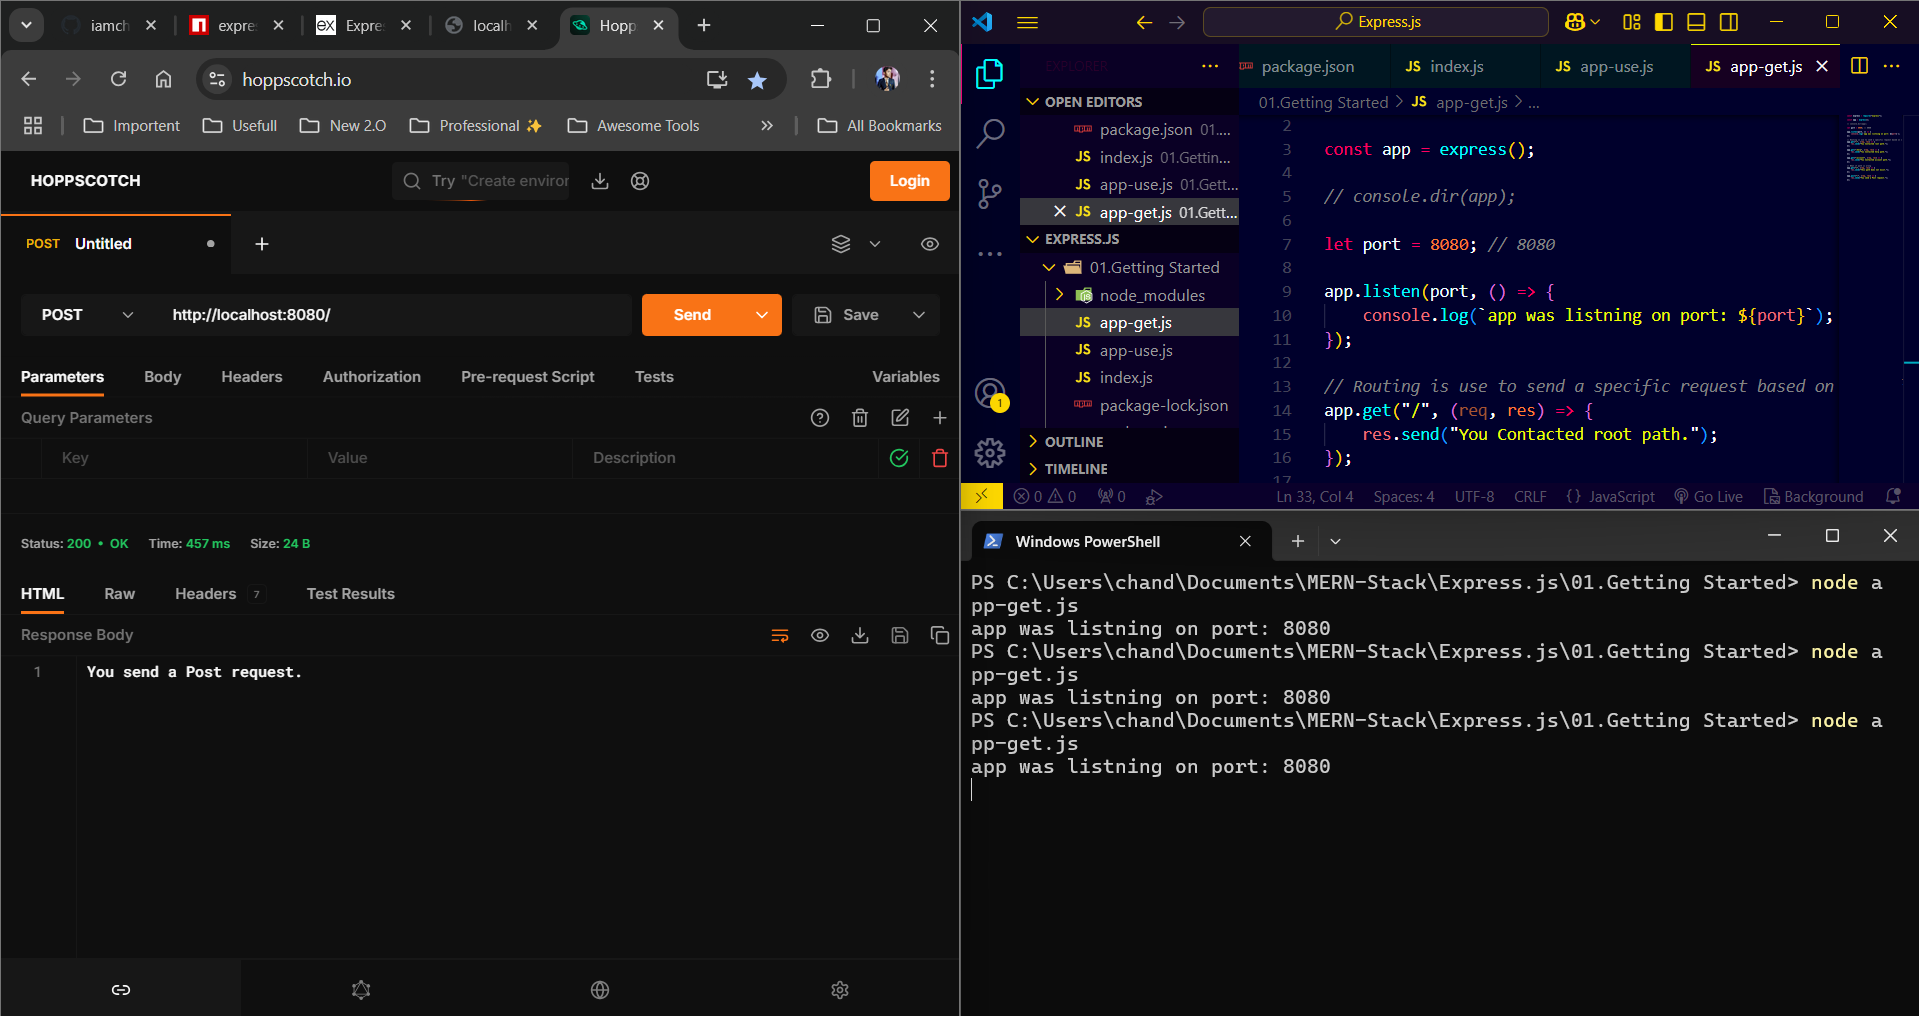 iamch
expres
Expre
localh
Hopp
hoppscotch.io
Importent
Usefull
New 2.O
Professional ✨
Awesome Tools
»
All Bookmarks
HOPPSCOTCH
Try "Create enviror
Login
POST Untitled
POST
http://localhost:8080/
Send
Save
Parameters
Body
Headers
Authorization
Pre-request Script
Tests
Variables
Query Parameters
Key
Value
Description
Status: 200 • OK Time: 457 ms Size: 24 B
HTML
Raw
Headers 7
Test Results
Response Body
1 You send a Post request.
Express.js
EXPLORER
package.json
JS index.js
JS app-use.js
JS app-get.js
01.Getting Started > JS app-get.js > ...
OPEN EDITORS
package.json 01....
JS index.js 01.Gettin...
JS app-use.js 01.Gett...
JS app-get.js 01.Gett...
EXPRESS.JS
01.Getting Started
node_modules
JS app-get.js
JS app-use.js
JS index.js
package-lock.json
OUTLINE
TIMELINE
1
2
3 const app = express();
4
5 // console.dir(app);
6
7 let port = 8080; // 8080
8
9 app.listen(port, () => {
10 console.log(`app was listning on port: ${port}`);
11 });
12
13 // Routing is use to send a specific request based on
14 app.get("/", (req, res) => {
15 res.send("You Contacted root path.");
16 });
17
0 0 0
Ln 33, Col 4
Spaces: 4
UTF-8
CRLF
{} JavaScript
Go Live
Background
Windows PowerShell
PS C:\Users\chand\Documents\MERN-Stack\Express.js\01.Getting Started> node a
pp-get.js
app was listning on port: 8080
PS C:\Users\chand\Documents\MERN-Stack\Express.js\01.Getting Started> node a
pp-get.js
app was listning on port: 8080
PS C:\Users\chand\Documents\MERN-Stack\Express.js\01.Getting Started> node a
pp-get.js
app was listning on port: 8080